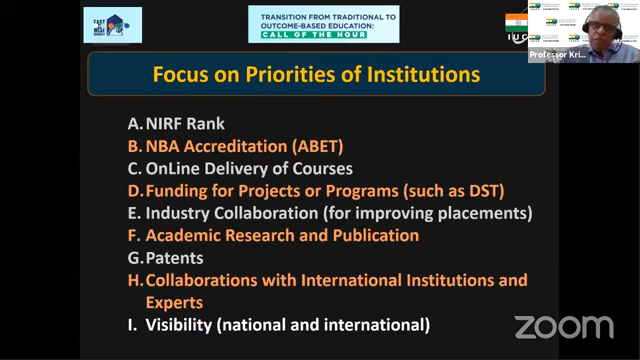 TRANSITION FROM TRADITIONAL TO
OUTCOME-BASED EDUCATION:
CALL OF THE HOUR
Professor Kri...
Focus on Priorities of Institutions
A. NIRF Rank
B. NBA Accreditation (ABET)
C. OnLine Delivery of Courses
D. Funding for Projects or Programs (such as DST)
E. Industry Collaboration (for improving placements)
F. Academic Research and Publication
G. Patents
H. Collaborations with International Institutions and
Experts
I. Visibility (national and international)
zoom